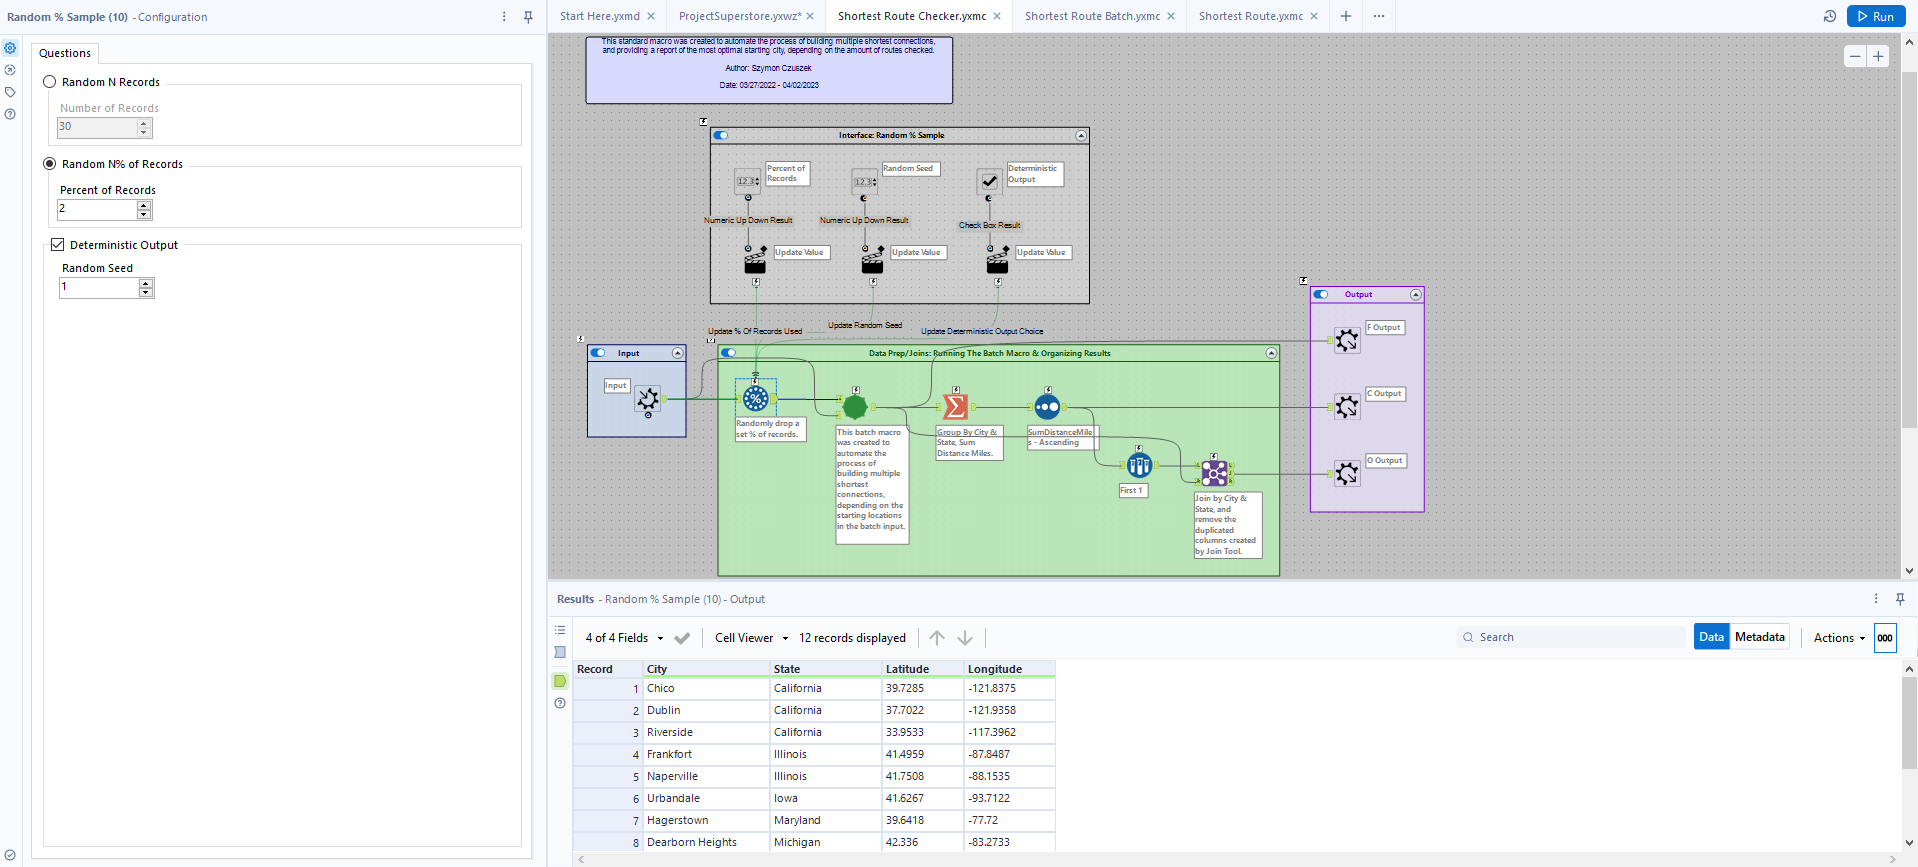 Random % Sample (10) - Configuration
Questions
Random N Records
Number of Records
30
Random N% of Records
Percent of Records
2
Deterministic Output
Random Seed
1
Start Here.yxmd
ProjectSuperstore.yxwz*
Shortest Route Checker.yxmc
Shortest Route Batch.yxmc
Shortest Route.yxmc
Run
This standard macro was created to automate the process of building multiple shortest connections,
and providing a report of the most optimal starting city, depending on the amount of routes checked.
Author: Szymon Czuszek
Date: 03/27/2022 - 04/02/2023
Interface: Random % Sample
12.3
Percent of
Records
12.3
Random Seed
Deterministic
Output
Numeric Up Down Result
Numeric Up Down Result
Check Box Result
Update Value
Update Value
Update Value
Update % Of Records Used
Update Random Seed
Update Deterministic Output Choice
Input
Input
Data Prep/Joins: Running The Batch Macro & Organizing Results
%
Randomly drop a
set % of records.
This batch macro
was created to
automate the
process of
building multiple
shortest
connections,
depending on the
starting locations
in the batch input.
Group By City &
State, Sum
Distance Miles.
SumDistanceMile
s - Ascending
First 1
Join by City &
State, and
remove the
duplicated
columns created
by Join Tool.
Output
F Output
C Output
O Output
Results - Random % Sample (10) - Output
4 of 4 Fields
Cell Viewer
12 records displayed
Search
Data
Metadata
Actions
000
Record City State Latitude Longitude
1 Chico California 39.7285 -121.8375
2 Dublin California 37.7022 -121.9358
3 Riverside California 33.9533 -117.3962
4 Frankfort Illinois 41.4959 -87.8487
5 Naperville Illinois 41.7508 -88.1535
6 Urbandale Iowa 41.6267 -93.7122
7 Hagerstown Maryland 39.6418 -77.72
8 Dearborn Heights Michigan 42.336 -83.2733